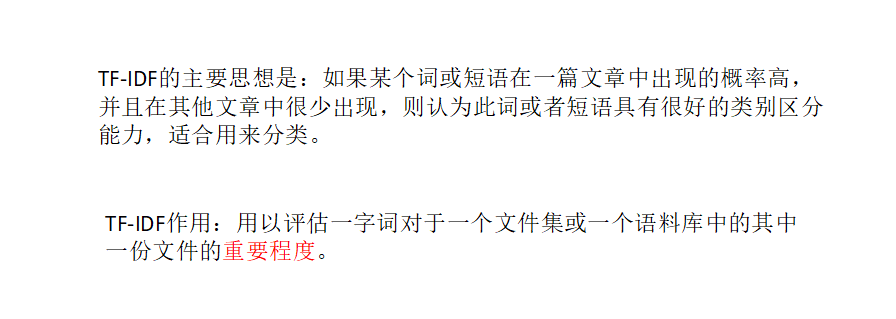 TF-IDF的主要思想是：如果某个词或短语在一篇文章中出现的概率高，
并且在其他文章中很少出现，则认为此词或者短语具有很好的类别区分
能力，适合用来分类。
TF-IDF作用：用以评估一字词对于一个文件集或一个语料库中的其中
一份文件的重要程度。